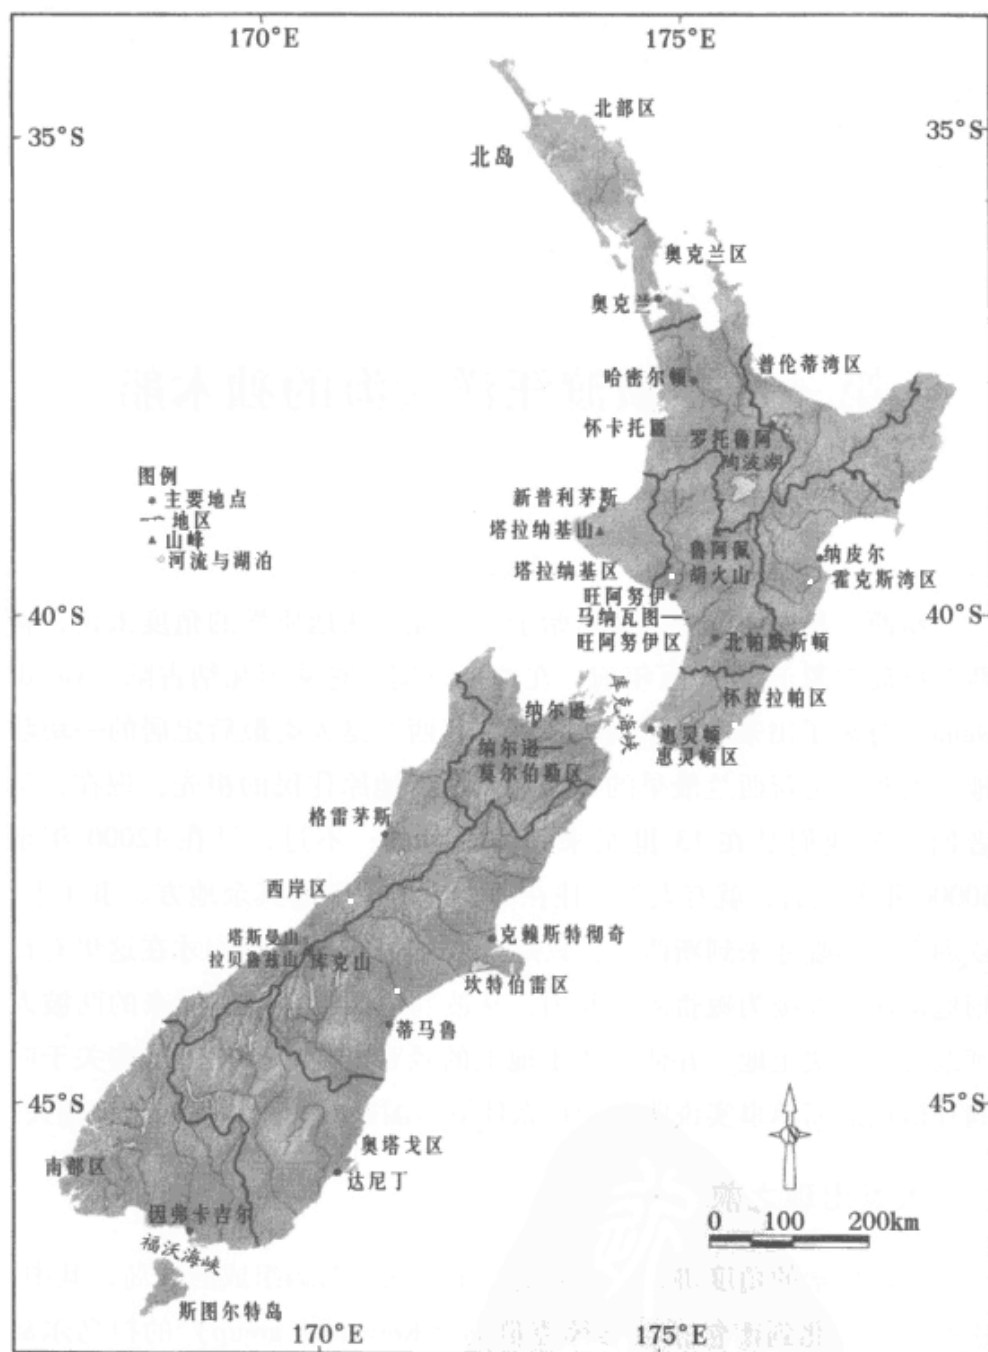 170°E
175°E
35°S
35°S
北部区
北岛
奥克兰区
奥克兰
普伦蒂湾区
哈密尔顿
怀卡托
罗托鲁阿
陶波湖
图例
主要地点
地区
山峰
河流与湖泊
新普利茅斯
塔拉纳基山
鲁阿佩
胡火山
纳皮尔
塔拉纳基区
霍克斯湾区
旺阿努伊
40°S
40°S
马纳瓦图—
旺阿努伊区
北帕默斯顿
怀拉拉帕区
库克海峡
纳尔逊
惠灵顿
惠灵顿区
纳尔逊—
莫尔伯勒区
格雷茅斯
西岸区
塔斯曼山
拉贝鲁兹山
库克山
克赖斯特彻奇
坎特伯雷区
蒂马鲁
45°S
45°S
奥塔戈区
达尼丁
南部区
因弗卡吉尔
福沃海峡
斯图尔特岛
0 100 200km
170°E
175°E